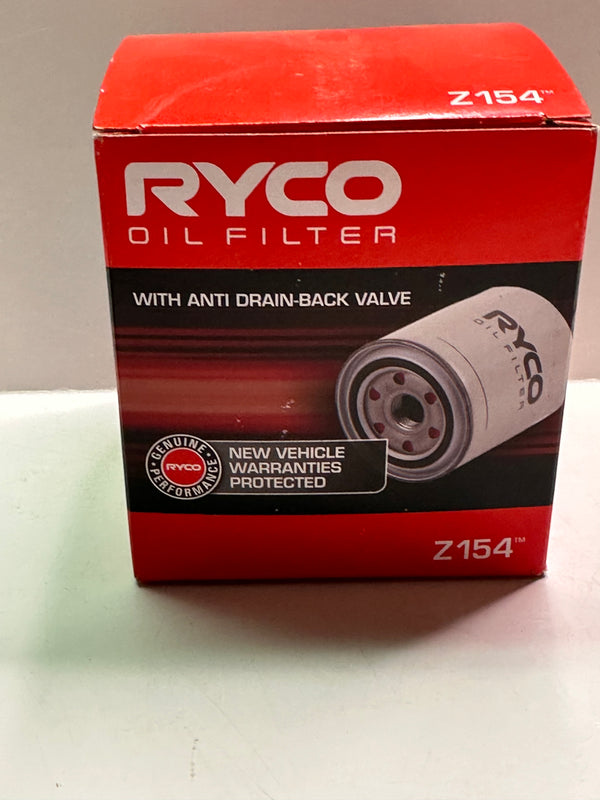 Z154™
RYCO
OIL FILTER
WITH ANTI DRAIN-BACK VALVE
RYCO
OIL FILTER
GENUINE
RYCO
PERFORMANCE
NEW VEHICLE
WARRANTIES
PROTECTED
Z154™